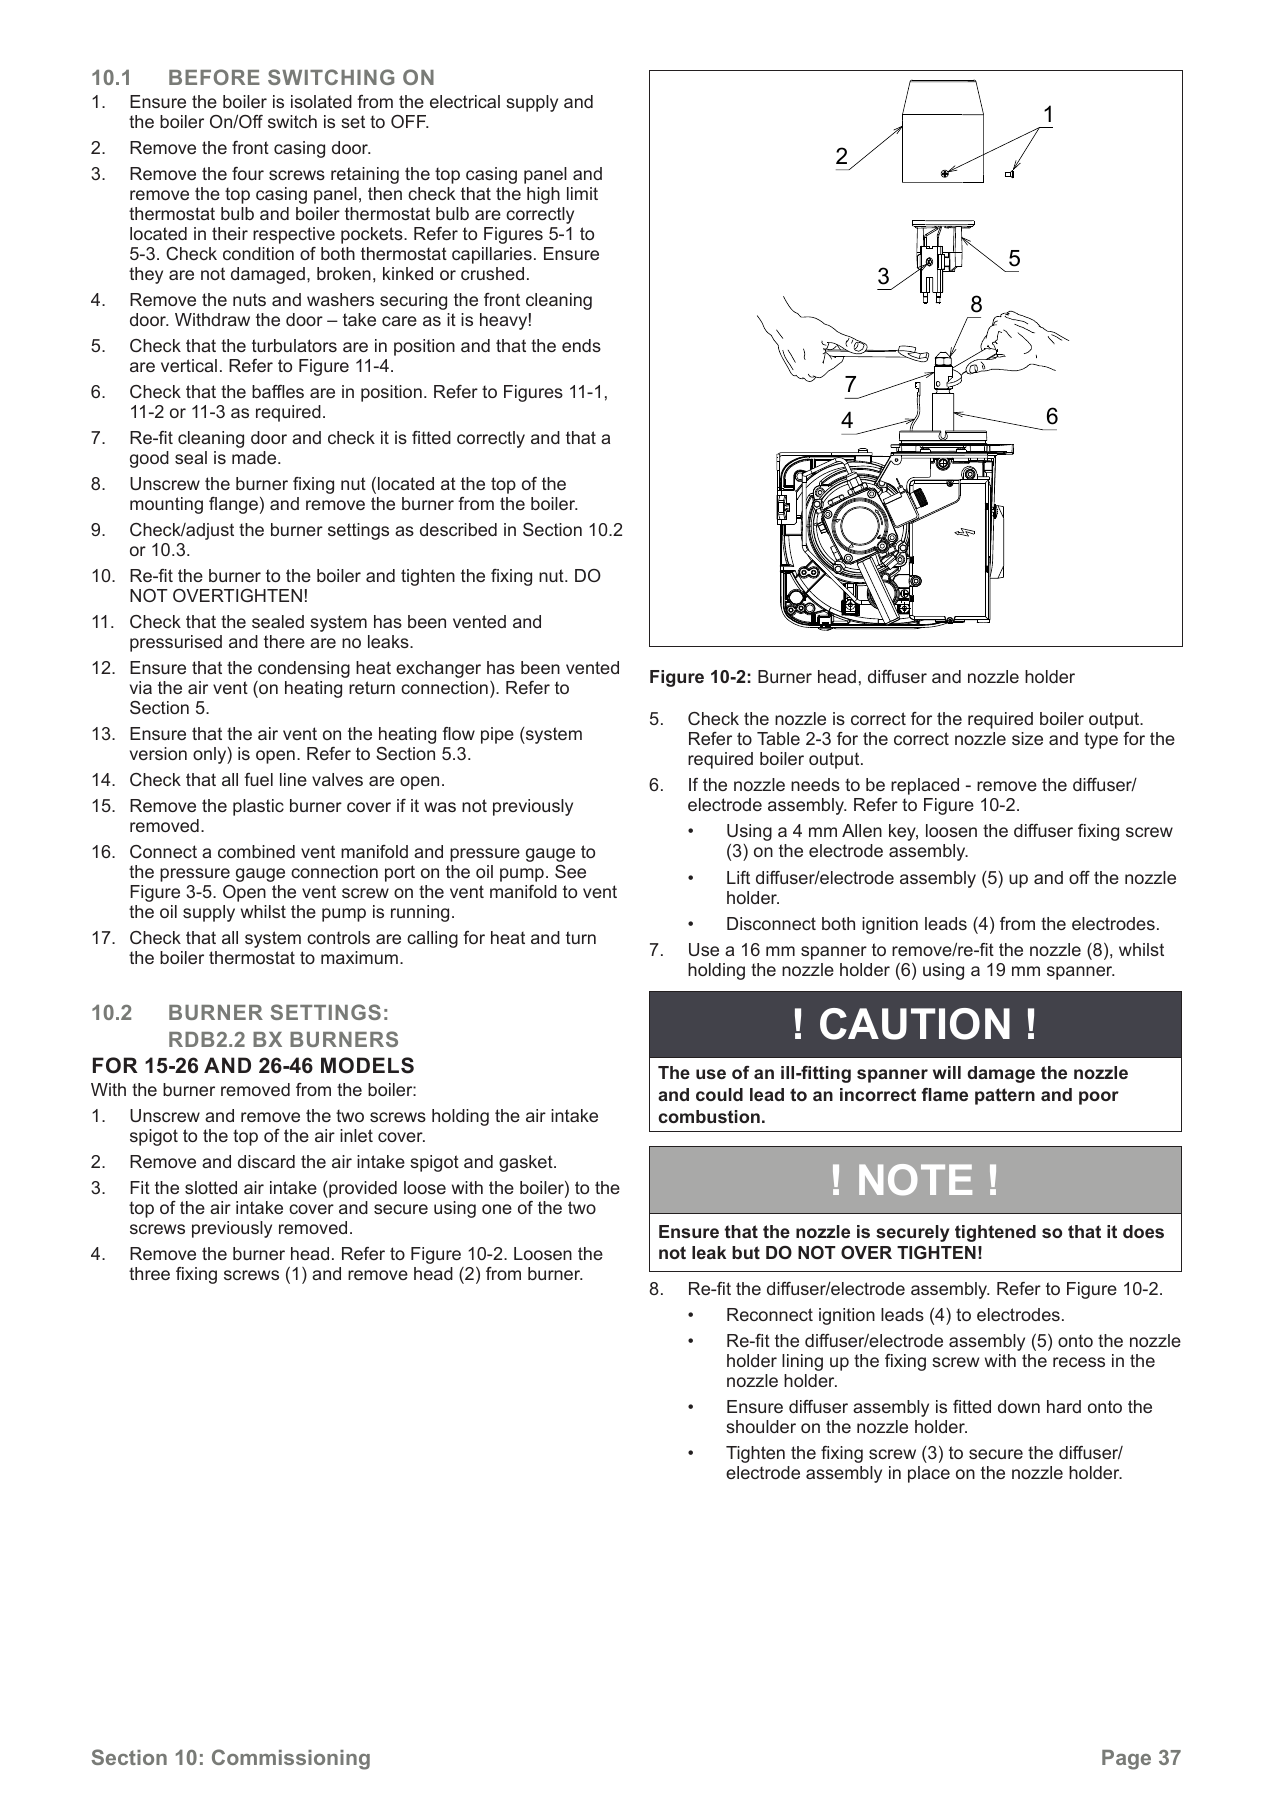 10.1 BEFORE SWITCHING ON
1. Ensure the boiler is isolated from the electrical supply and
the boiler On/Off switch is set to OFF.
2. Remove the front casing door.
3. Remove the four screws retaining the top casing panel and
remove the top casing panel, then check that the high limit
thermostat bulb and boiler thermostat bulb are correctly
located in their respective pockets. Refer to Figures 5-1 to
5-3. Check condition of both thermostat capillaries. Ensure
they are not damaged, broken, kinked or crushed.
4. Remove the nuts and washers securing the front cleaning
door. Withdraw the door – take care as it is heavy!
5. Check that the turbulators are in position and that the ends
are vertical. Refer to Figure 11-4.
6. Check that the baffles are in position. Refer to Figures 11-1,
11-2 or 11-3 as required.
7. Re-fit cleaning door and check it is fitted correctly and that a
good seal is made.
8. Unscrew the burner fixing nut (located at the top of the
mounting flange) and remove the burner from the boiler.
9. Check/adjust the burner settings as described in Section 10.2
or 10.3.
10. Re-fit the burner to the boiler and tighten the fixing nut. DO
NOT OVERTIGHTEN!
11. Check that the sealed system has been vented and
pressurised and there are no leaks.
12. Ensure that the condensing heat exchanger has been vented
via the air vent (on heating return connection). Refer to
Section 5.
13. Ensure that the air vent on the heating flow pipe (system
version only) is open. Refer to Section 5.3.
14. Check that all fuel line valves are open.
15. Remove the plastic burner cover if it was not previously
removed.
16. Connect a combined vent manifold and pressure gauge to
the pressure gauge connection port on the oil pump. See
Figure 3-5. Open the vent screw on the vent manifold to vent
the oil supply whilst the pump is running.
17. Check that all system controls are calling for heat and turn
the boiler thermostat to maximum.
10.2 BURNER SETTINGS:
RDB2.2 BX BURNERS
FOR 15-26 AND 26-46 MODELS
With the burner removed from the boiler:
1. Unscrew and remove the two screws holding the air intake
spigot to the top of the air inlet cover.
2. Remove and discard the air intake spigot and gasket.
3. Fit the slotted air intake (provided loose with the boiler) to the
top of the air intake cover and secure using one of the two
screws previously removed.
4. Remove the burner head. Refer to Figure 10-2. Loosen the
three fixing screws (1) and remove head (2) from burner.
1
2
5
3
8
7
4
6
Figure 10-2: Burner head, diffuser and nozzle holder
5. Check the nozzle is correct for the required boiler output.
Refer to Table 2-3 for the correct nozzle size and type for the
required boiler output.
6. If the nozzle needs to be replaced - remove the diffuser/
electrode assembly. Refer to Figure 10-2.
• Using a 4 mm Allen key, loosen the diffuser fixing screw
(3) on the electrode assembly.
• Lift diffuser/electrode assembly (5) up and off the nozzle
holder.
• Disconnect both ignition leads (4) from the electrodes.
7. Use a 16 mm spanner to remove/re-fit the nozzle (8), whilst
holding the nozzle holder (6) using a 19 mm spanner.
! CAUTION !
The use of an ill-fitting spanner will damage the nozzle
and could lead to an incorrect flame pattern and poor
combustion.
! NOTE !
Ensure that the nozzle is securely tightened so that it does
not leak but DO NOT OVER TIGHTEN!
8. Re-fit the diffuser/electrode assembly. Refer to Figure 10-2.
• Reconnect ignition leads (4) to electrodes.
• Re-fit the diffuser/electrode assembly (5) onto the nozzle
holder lining up the fixing screw with the recess in the
nozzle holder.
• Ensure diffuser assembly is fitted down hard onto the
shoulder on the nozzle holder.
• Tighten the fixing screw (3) to secure the diffuser/
electrode assembly in place on the nozzle holder.
Section 10: Commissioning
Page 37